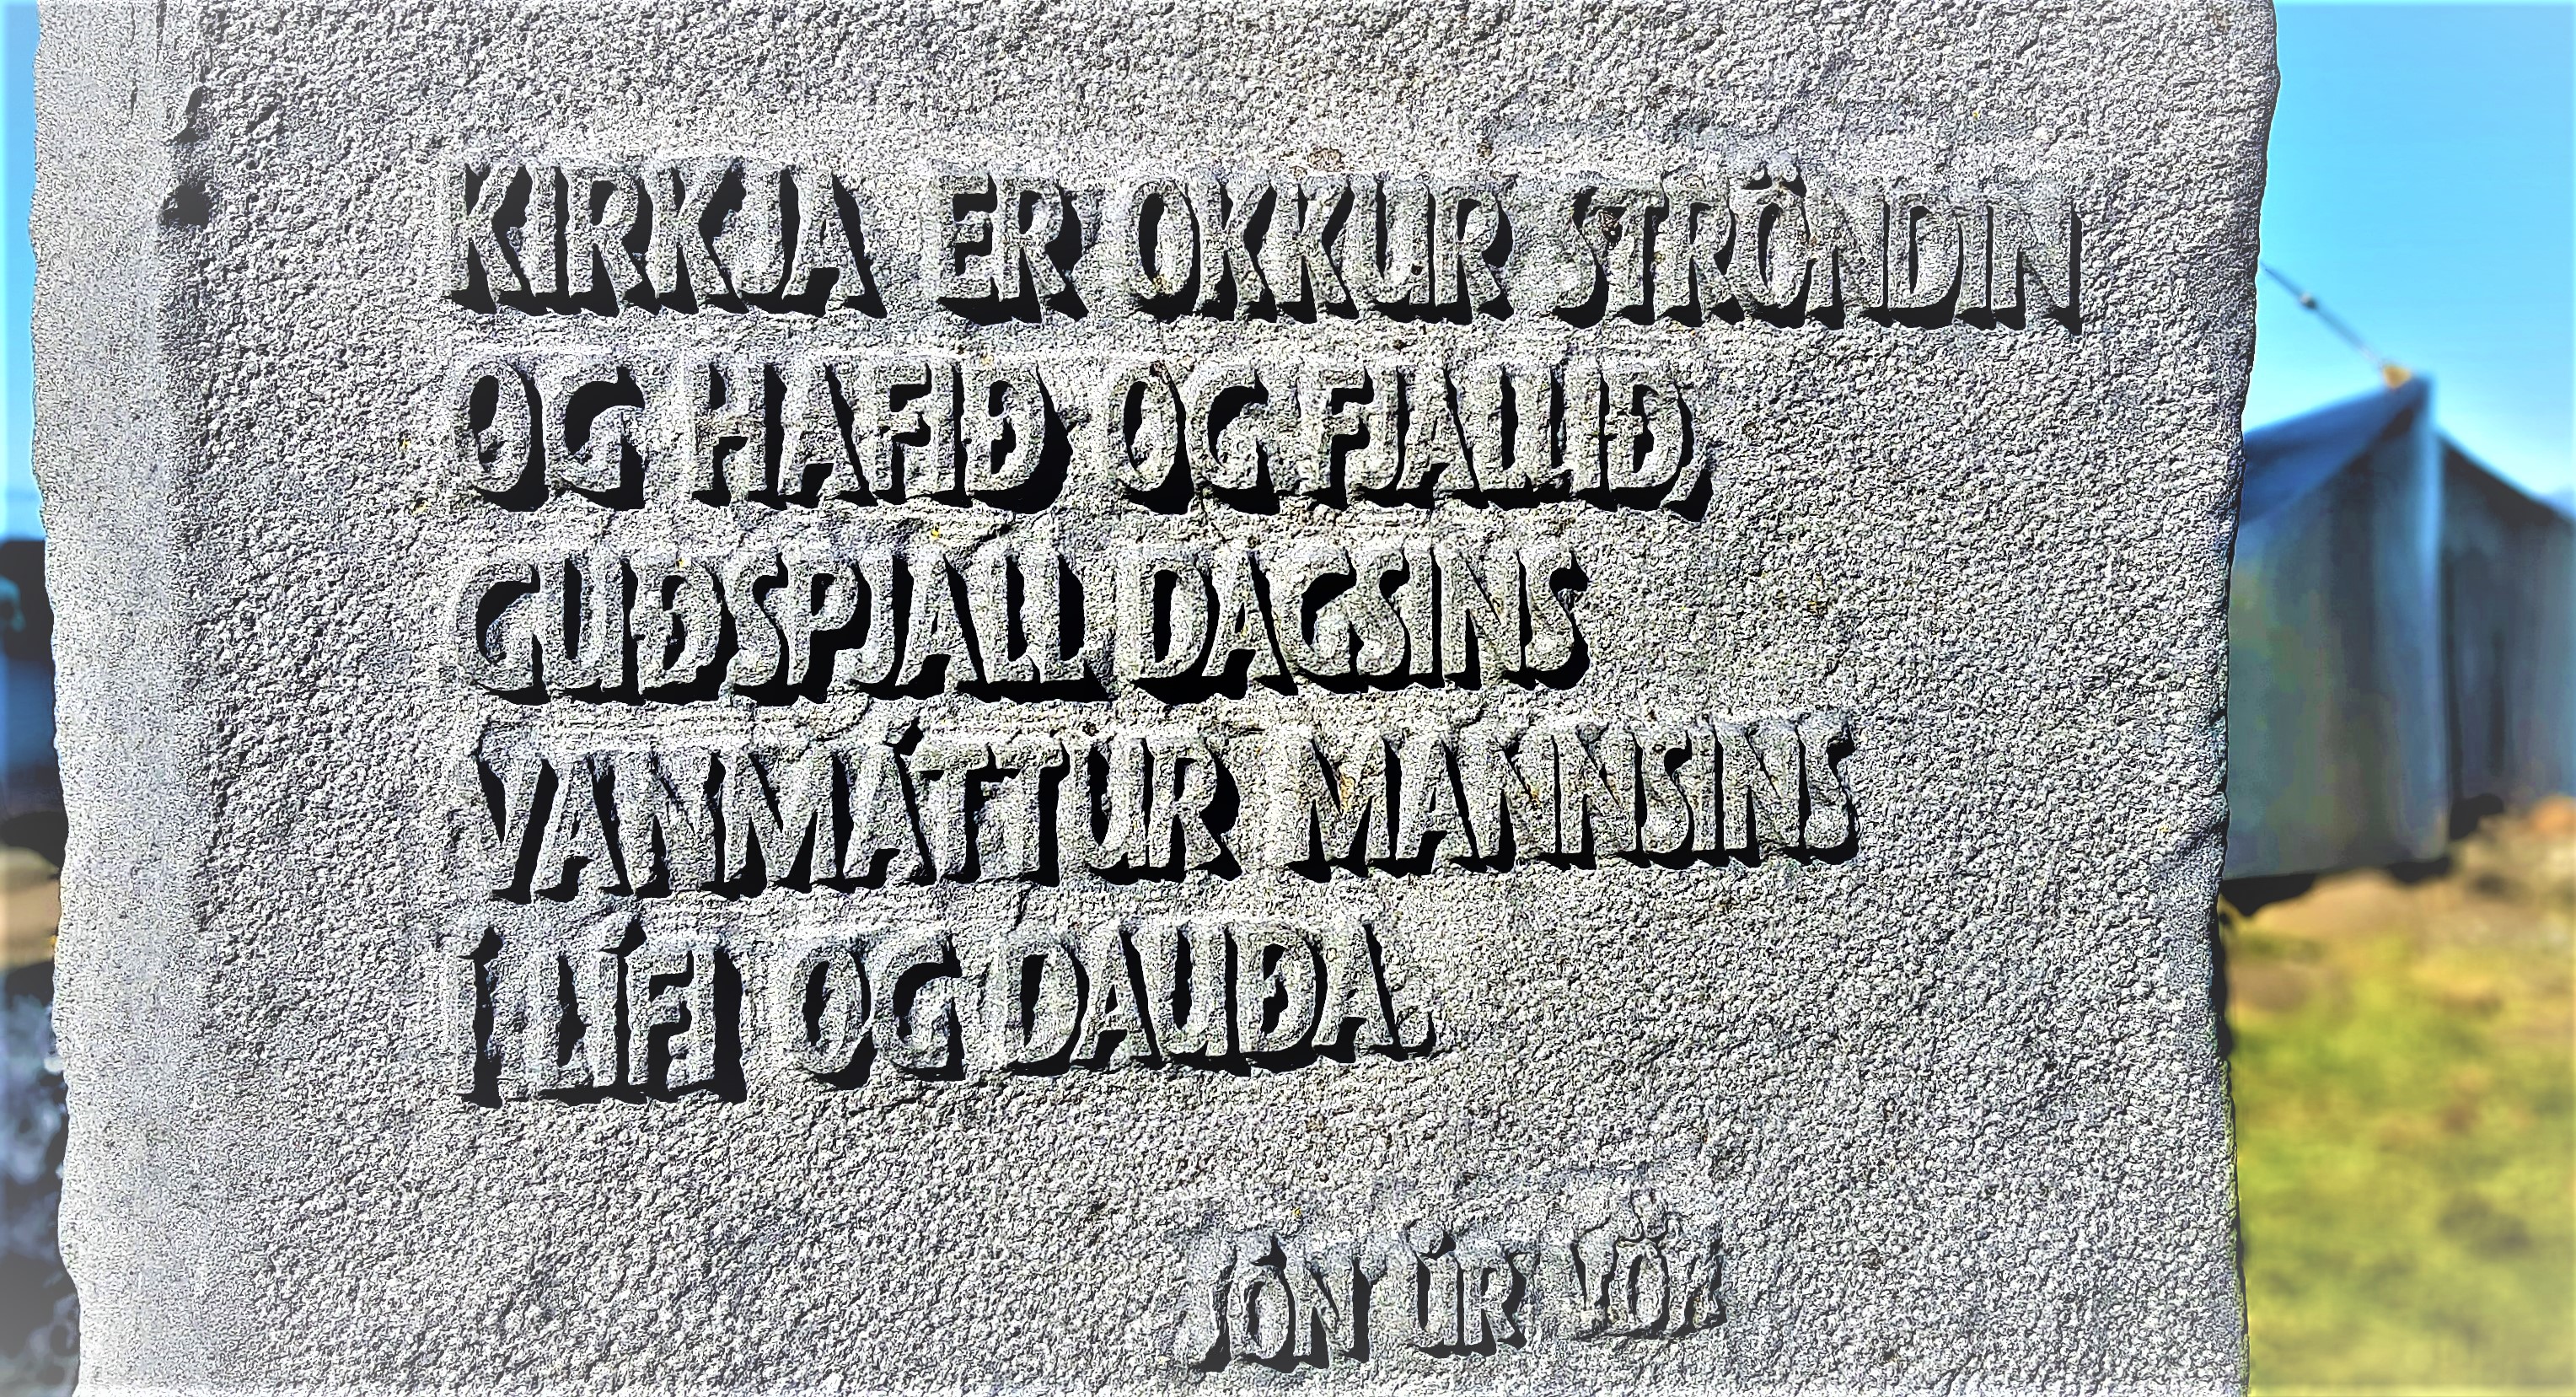 KIRKJA ER OKKUR STRÖNDIN
OG HAFIÐ OG FJALLIÐ,
GUÐSPJALL DAGSINS
VANMÁTTUR MANNSINS
Í LÍFI OG DAUÐA.
JÓN ÚR VÖR